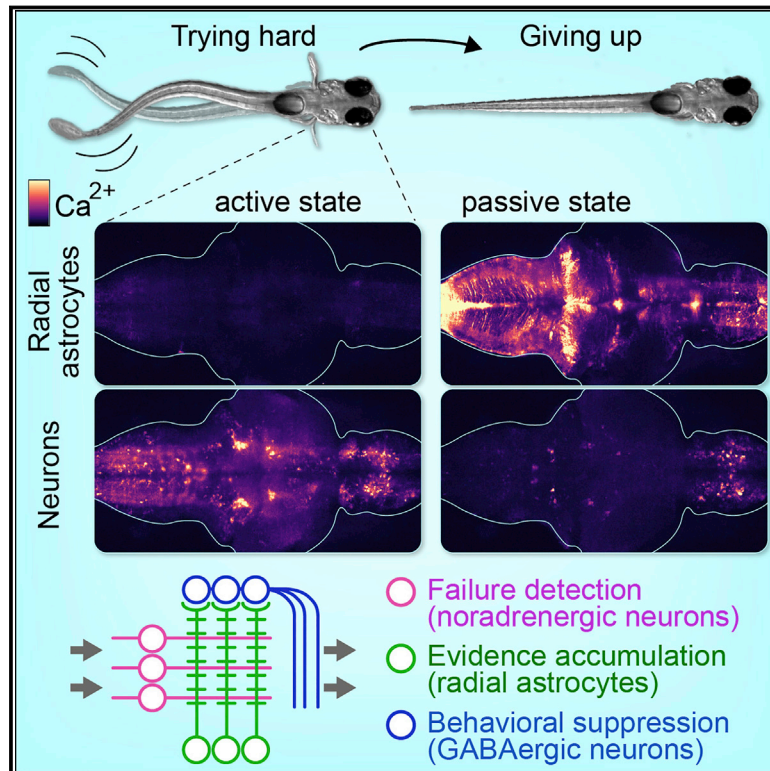 Trying hard
Giving up
Ca2+
active state
passive state
Radial
astrocytes
Neurons
Failure detection
(noradrenergic neurons)
Evidence accumulation
(radial astrocytes)
Behavioral suppression
(GABAergic neurons)